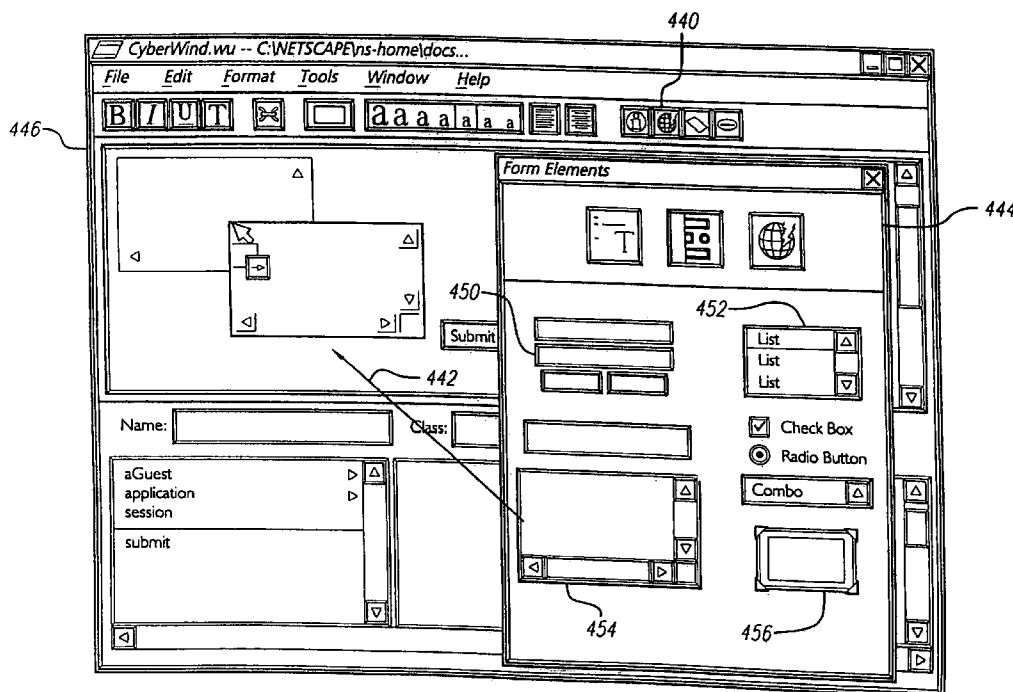 440
CyberWind.wu -- C:\NETSCAPE\ns-home\docs...
File Edit Format Tools Window Help
B I U T a a a a a a a
446
Form Elements
444
T
450
452
Submit
List
List
List
442
Name: Class:
Check Box
Radio Button
aGuest
application
session
submit
Combo
454
456